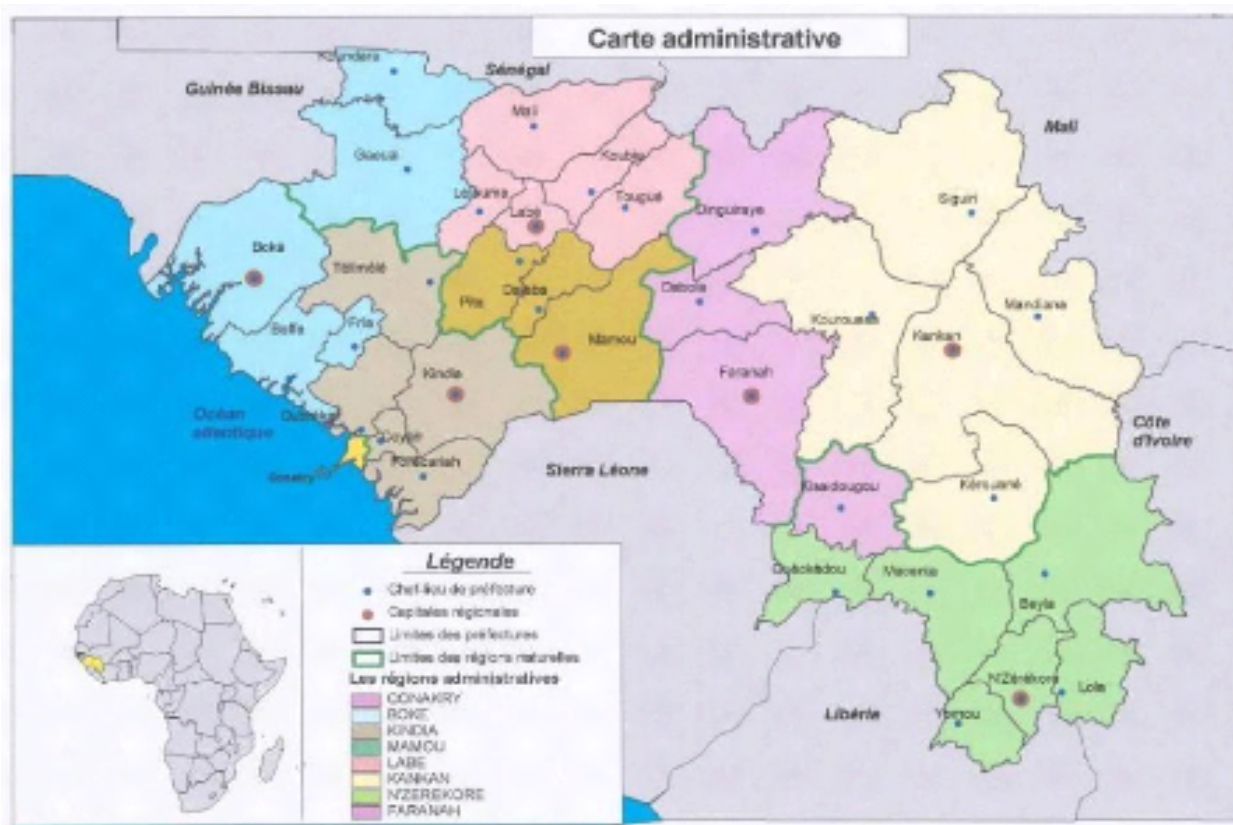 Carte administrative
Koundara
Sénégal
Guinée Bissau
Mali
Mali
Gaoual
Koubia
Lelouma
Tougué
Labé
Siguiri
Dinguiraye
Boké
Télimélé
Pita
Dalaba
Dabola
Mandiana
Boffa
Fria
Kouroussa
Kankan
Mamou
Kindia
Faranah
Océan
atlantique
Dubréka
Coyah
Côte
d'Ivoire
Forécariah
Sierra Léone
Conakry
Kissidougou
Kérouané
Guéckédou
Macenta
Beyla
N'Zérékoré
Lola
Yomou
Libéria
Légende
Chef-lieu de préfecture
Capitales régionales
Limites des préfectures
Limites des régions naturelles
Les régions administratives
CONAKRY
BOKE
KINDIA
MAMOU
LABE
KANKAN
N'ZEREKORE
FARANAH